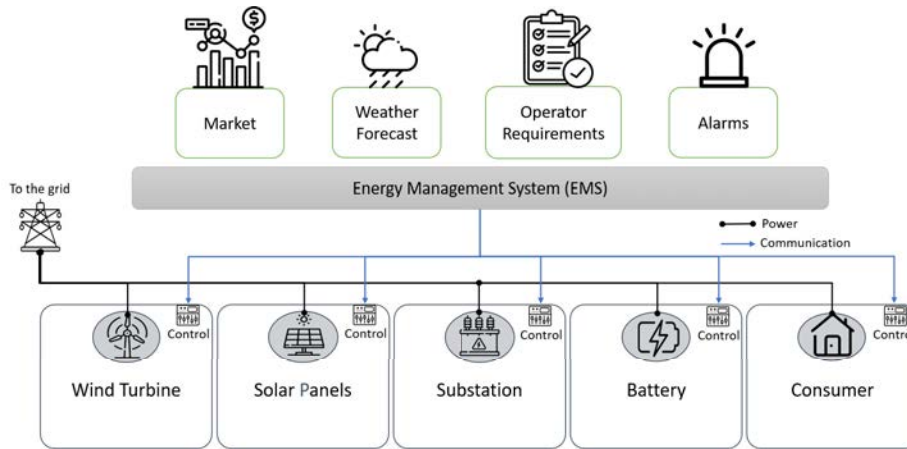 $
Market
Weather
Forecast
Operator
Requirements
Alarms
Energy Management System (EMS)
To the grid
Power
Communication
Control
Control
Control
Control
Control
Wind Turbine
Solar Panels
Substation
Battery
Consumer